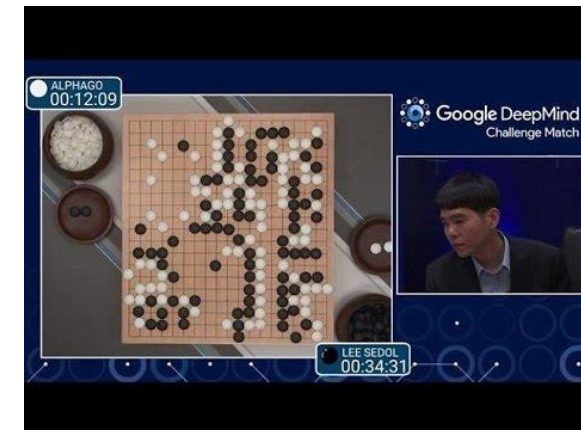 ALPHAGO
00:12:09
Google DeepMind
Challenge Match
LEE SEDOL
00:34:31